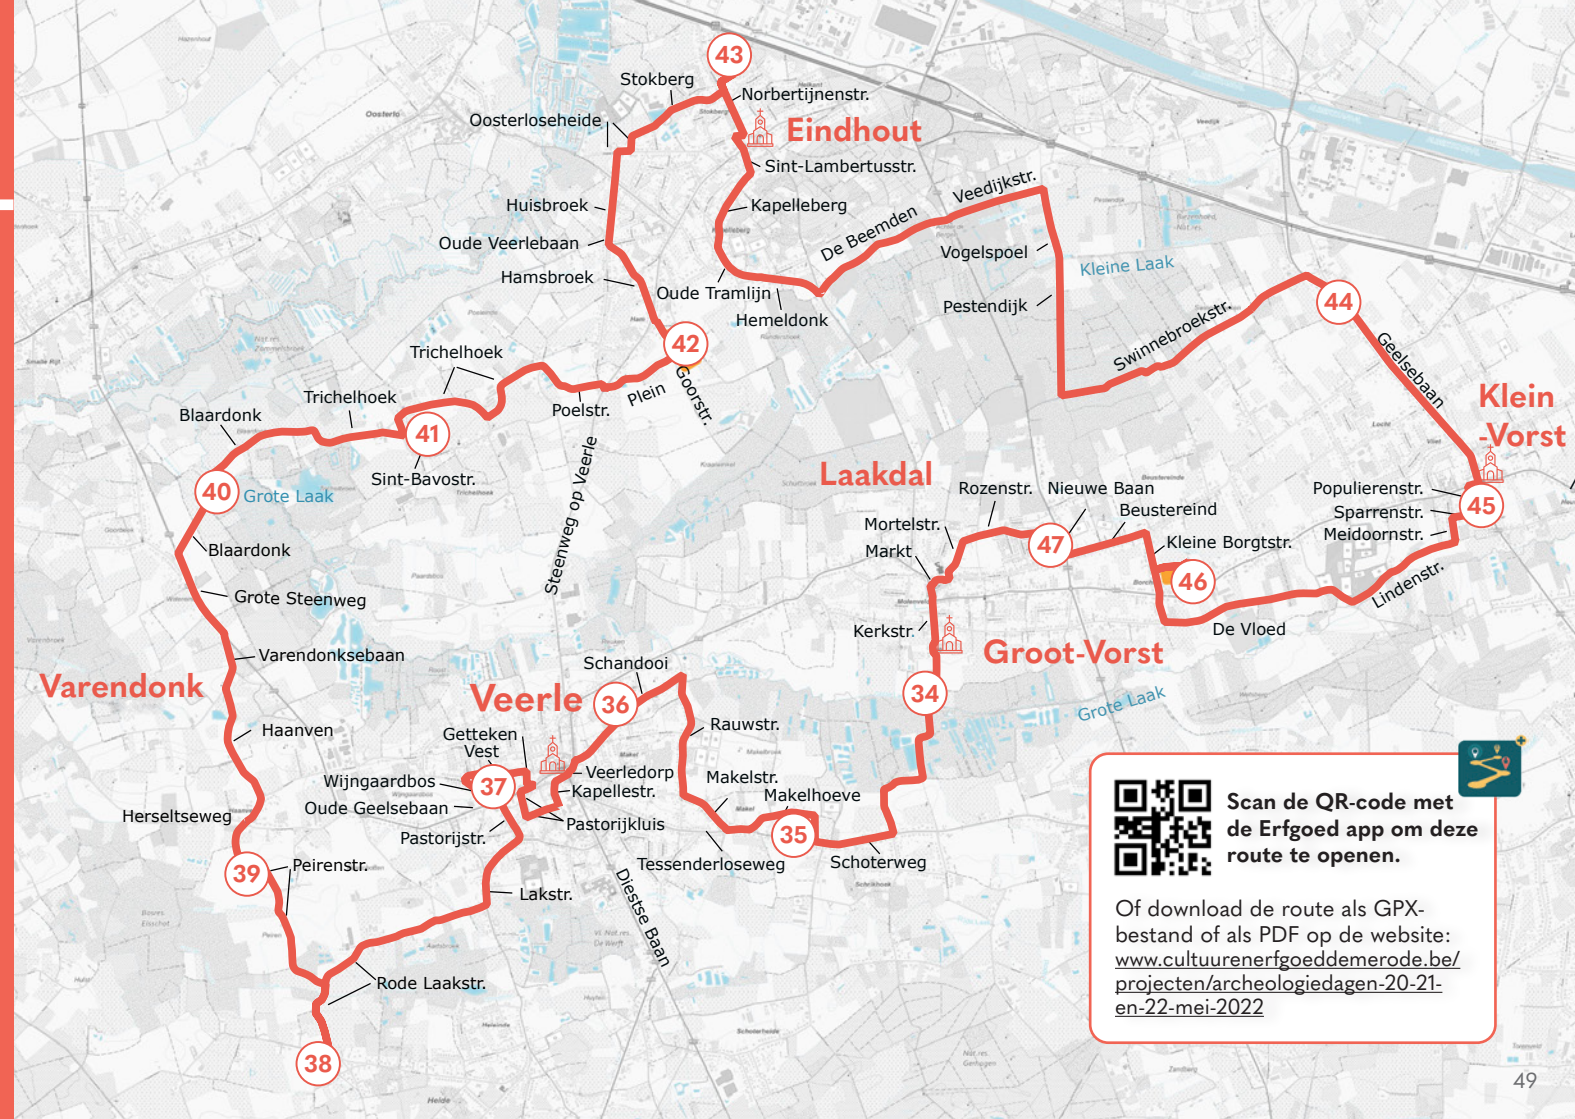 43
Stokberg
Norbertijnenstr.
Oosterloseheide
Eindhout
Sint-Lambertusstr.
Veedijkstr.
Huisbroek
Kapelleberg
De Beemden
Oude Veerlebaan
Vogelspoel
Kleine Laak
Hamsbroek
Oude Tramlijn
Pestendijk
Hemeldonk
44
Swinnebroekstr.
Geelsebaan
42
Trichelhoek
Goorstr.
Plein
Poelstr.
Trichelhoek
Blaardonk
Klein
-Vorst
41
Sint-Bavostr.
40
Grote Laak
Steenweg op Veerle
Laakdal
Rozenstr.
Nieuwe Baan
Beustereind
Populierenstr.
Sparrenstr.
45
Meidoornstr.
Mortelstr.
Markt
47
Kleine Borgtstr.
46
Lindenstr.
De Vloed
Blaardonk
Grote Steenweg
Kerkstr.
Groot-Vorst
Varendonksebaan
Varendonk
Schandooi
34
Grote Laak
Veerle
36
Haanven
Getteken
Vest
Rauwstr.
Wijngaardbos
37
Veerledorp
Makelstr.
Oude Geelsebaan
Kapellestr.
Makelhoeve
Herseltseweg
Pastorijstr.
Pastorijkluis
35
Tessenderloseweg
Schoterweg
39
Peirenstr.
Lakstr.
Diestse Baan
Rode Laakstr.
38
Oosterlo
Stokberg
Veedijk
Makel
Heide
Zandberg
Scan de QR-code met
de Erfgoed app om deze
route te openen.
Of download de route als GPX-
bestand of als PDF op de website:
www.cultuurenerfgoeddemerode.be/
projecten/archeologiedagen-20-21-
en-22-mei-2022
49